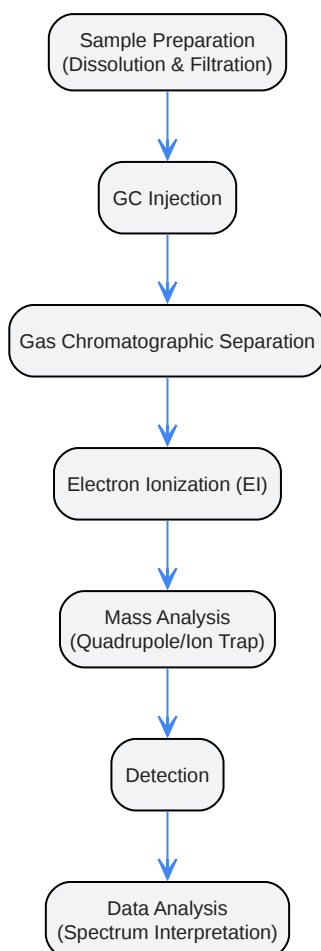 Sample Preparation
(Dissolution & Filtration)
GC Injection
Gas Chromatographic Separation
Electron Ionization (EI)
Mass Analysis
(Quadrupole/Ion Trap)
Detection
Data Analysis
(Spectrum Interpretation)